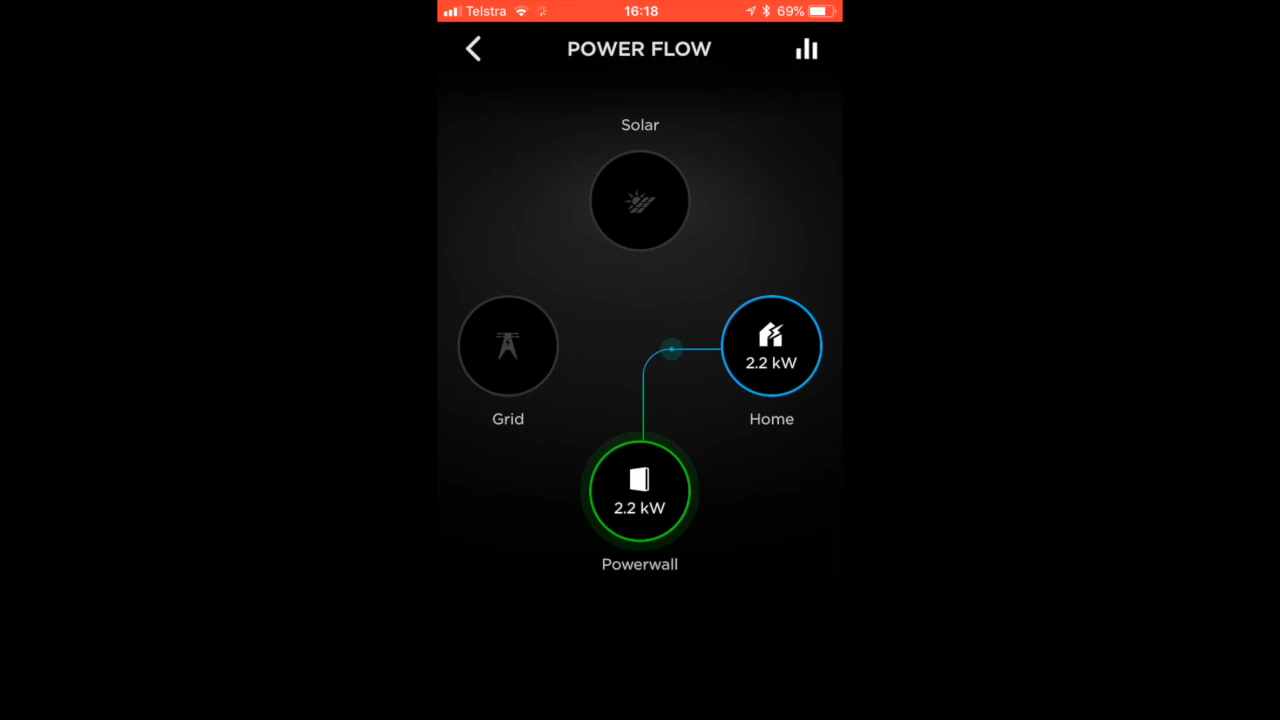 Telstra 16:18 69%
POWER FLOW
Solar
2.2 kW
Grid Home
2.2 kW
Powerwall